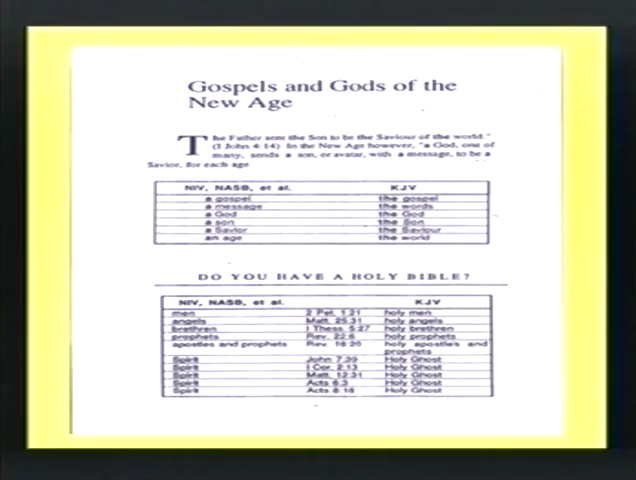 Gospels and Gods of the
New Age
The Father sent the Son to be the Saviour of the world."
(I John 4:14) In the New Age however, "a God, one of
many, sends a son, or avatar, with a message, to be a
Savior, for each age
NIV, NASB, et al. KJV
a gospel the gospel
a message the words
a God the God
a son the Son
a Savior the Saviour
an age the world
DO YOU HAVE A HOLY BIBLE?
NIV, NASB, et al. KJV
men 2 Pet. 1:21 holy men
angels Matt. 25:31 holy angels
brethren I Thess. 5:27 holy brethren
prophets Rev. 22:6 holy prophets
apostles and prophets Rev. 18:20 holy apostles and
prophets
Spirit John 7:39 Holy Ghost
Spirit I Cor. 2:13 Holy Ghost
Spirit Matt. 12:31 Holy Ghost
Spirit Acts 6:3 Holy Ghost
Spirit Acts 8:18 Holy Ghost